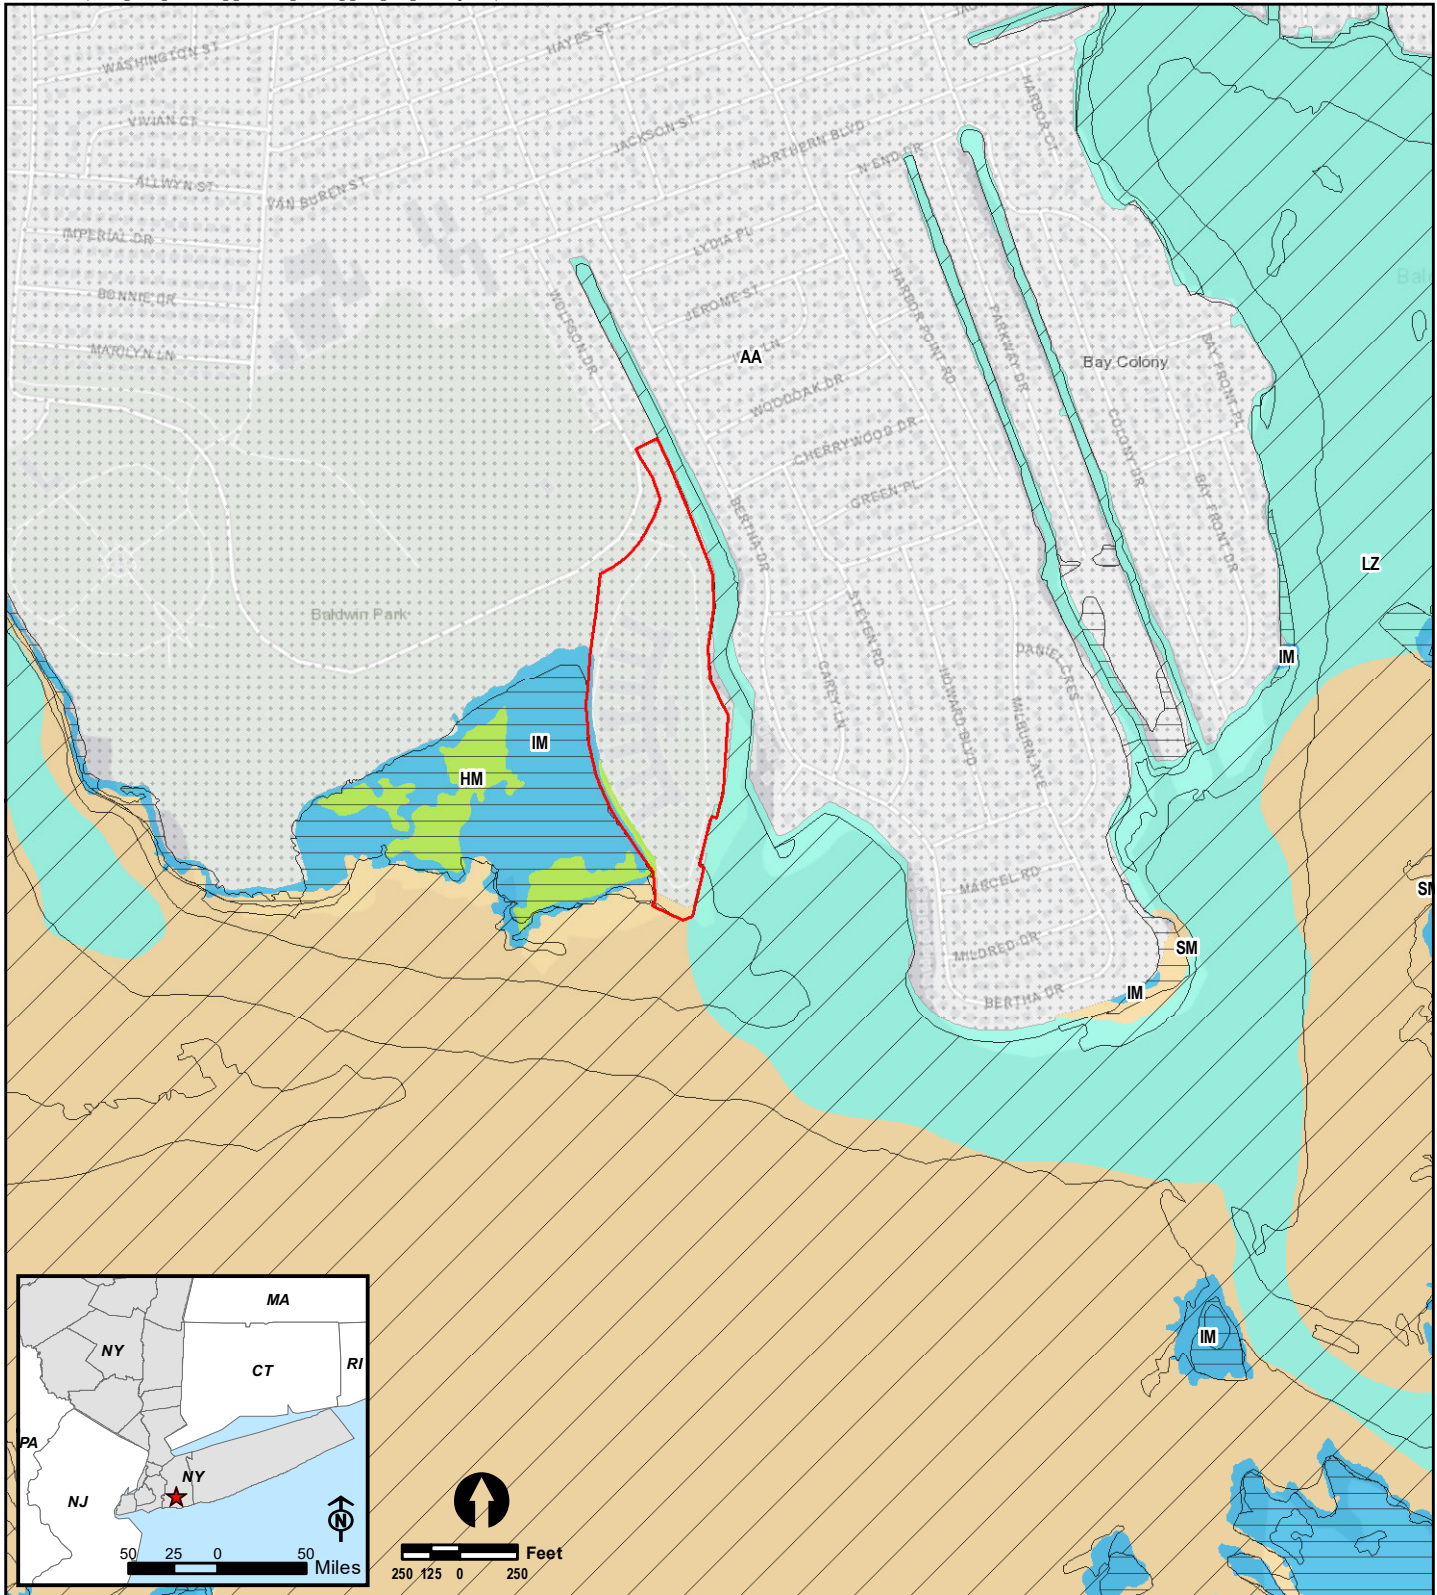 WASHINGTON ST
HAYES ST
HARBOR CT
VIVIAN CT
JACKSON ST
NORTHERN BLVD
N END DR
ALLWYN ST
VAN BUREN ST
IMPERIAL DR
LYDIA PL
BONNIE DR
WOLFSON DR
JEROME ST
HARBOR POINT RD
PARKWAY DR
MARILYN LN
LN
AA
Bay Colony
BAY FRONT PL
WOODOAK DR
COLONY DR
CHERRYWOOD DR
GREEN PL
BERTHA DR
BAY FRONT DR
LZ
Baldwin Park
STEVEN RD
CAREY LN
DANIEL CRES
HOWARD BLVD
MILBURN AVE
IM
IM
HM
MARCEL RD
SM
MILDRED DR
SM
BERTHA DR
IM
IM
MA
NY
CT
RI
PA
NJ
NY
N
50 25 0 50 Miles
Feet
250 125 0 250